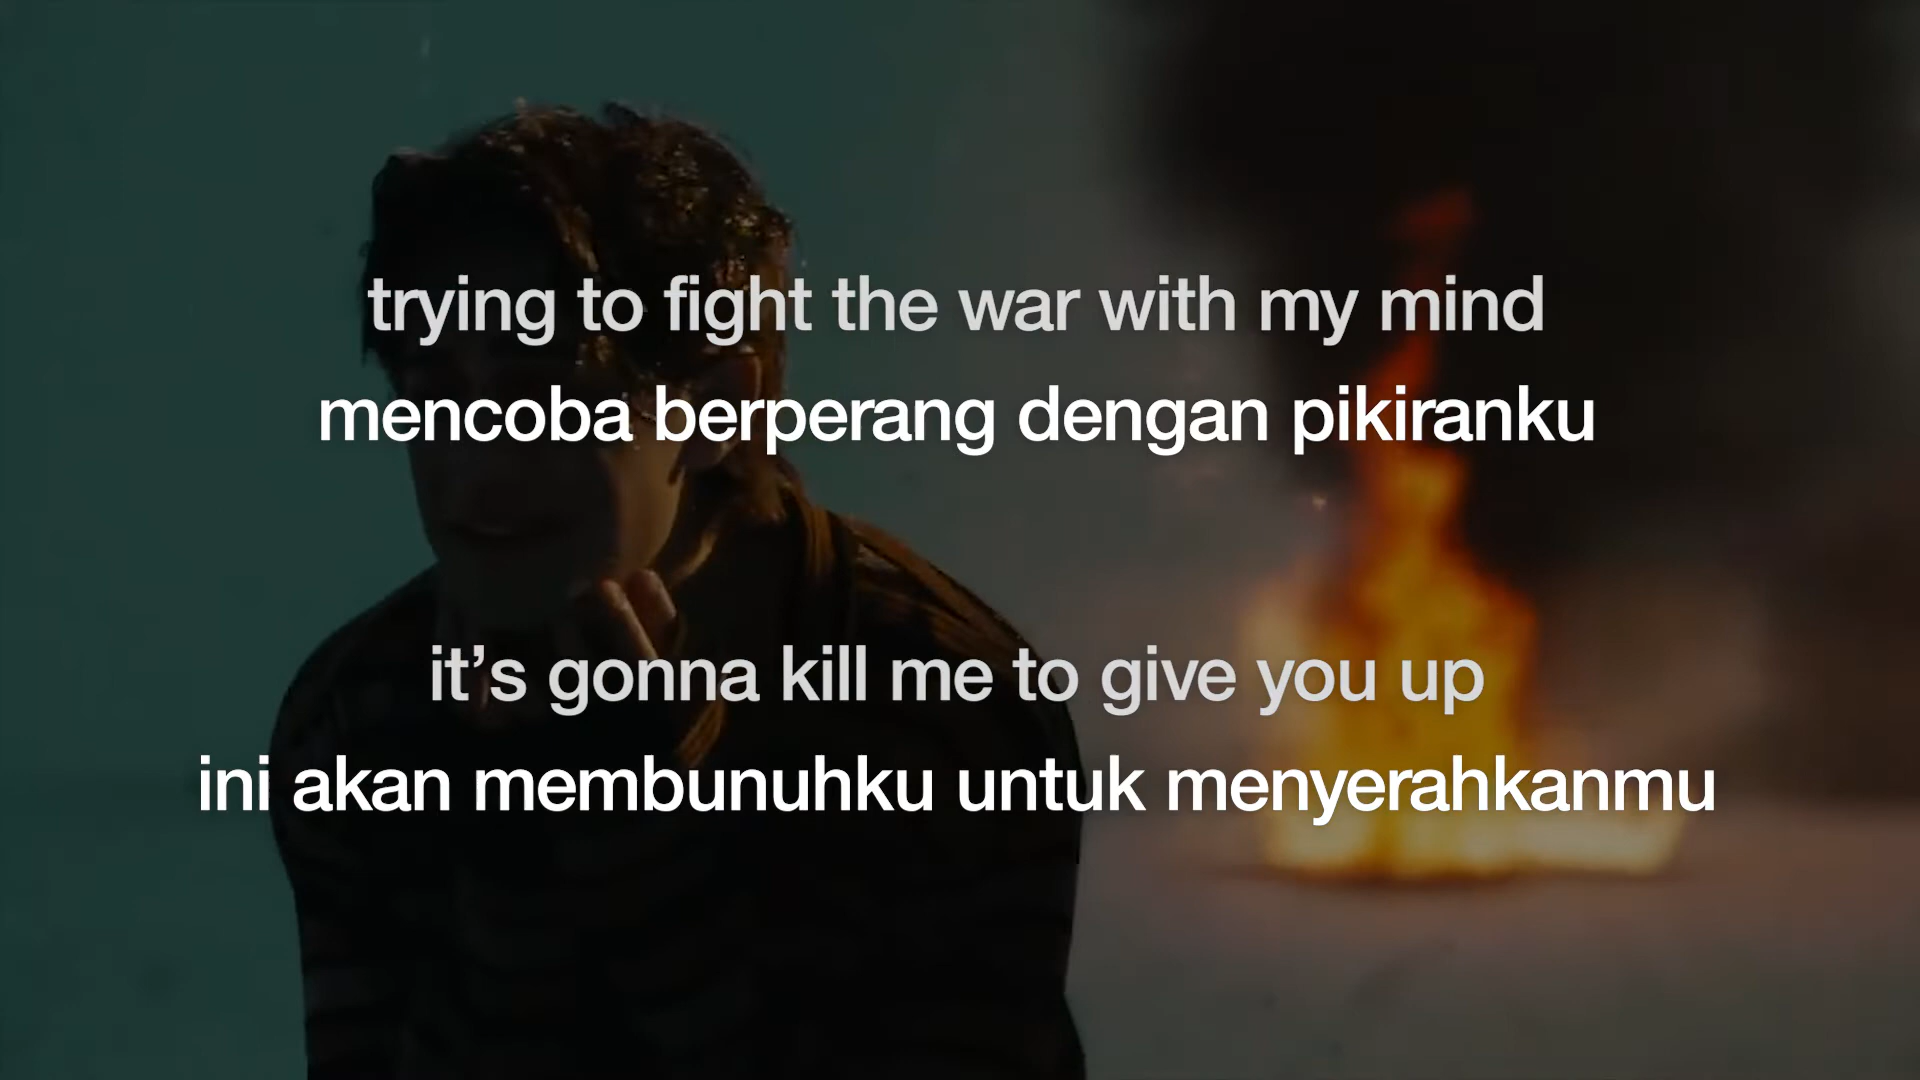 trying to fight the war with my mind
mencoba berperang dengan pikiranku
it’s gonna kill me to give you up
ini akan membunuhku untuk menyerahkanmu